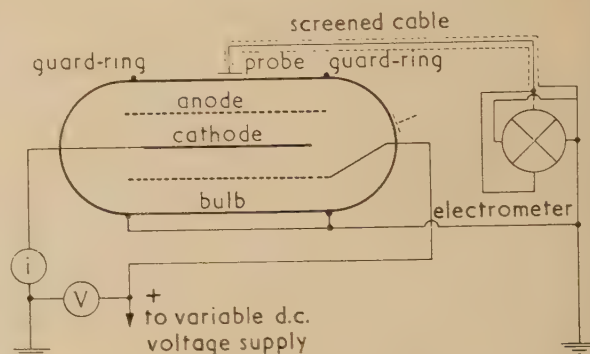 screened cable
guard-ring
probe
guard-ring
anode
cathode
bulb
electrometer
i
V
+
to variable d.c.
voltage supply